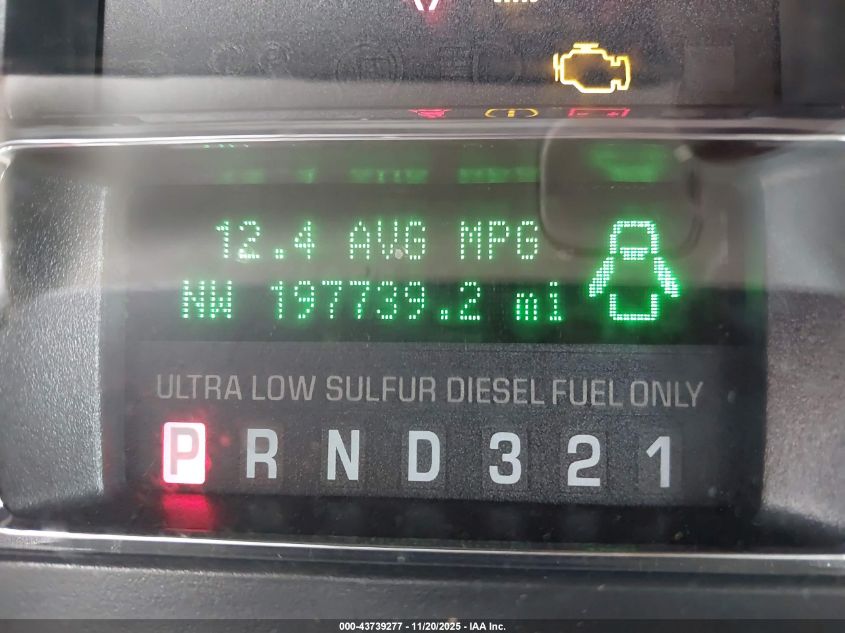 12.4 AVG MPG
NW 197739.2 mi
ULTRA LOW SULFUR DIESEL FUEL ONLY
P R N D 3 2 1
000-43739277 - 11/20/2025 - IAA Inc.